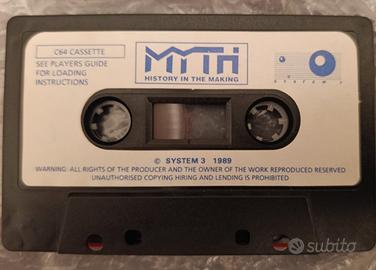 C64 CASSETTE
SEE PLAYERS GUIDE
FOR LOADING
INSTRUCTIONS
MYTH
HISTORY IN THE MAKING
system 3
© SYSTEM 3 1989
WARNING: ALL RIGHTS OF THE PRODUCER AND THE OWNER OF THE WORK REPRODUCED RESERVED
UNAUTHORISED COPYING HIRING AND LENDING IS PROHIBITED
subito